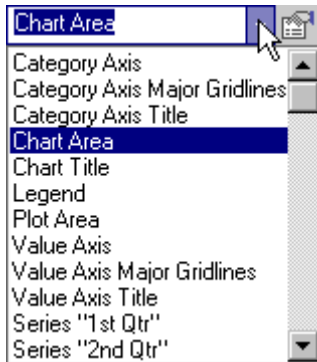 Chart Area
Category Axis
Category Axis Major Gridlines
Category Axis Title
Chart Area
Chart Title
Legend
Plot Area
Value Axis
Value Axis Major Gridlines
Value Axis Title
Series "1st Qtr"
Series "2nd Qtr"